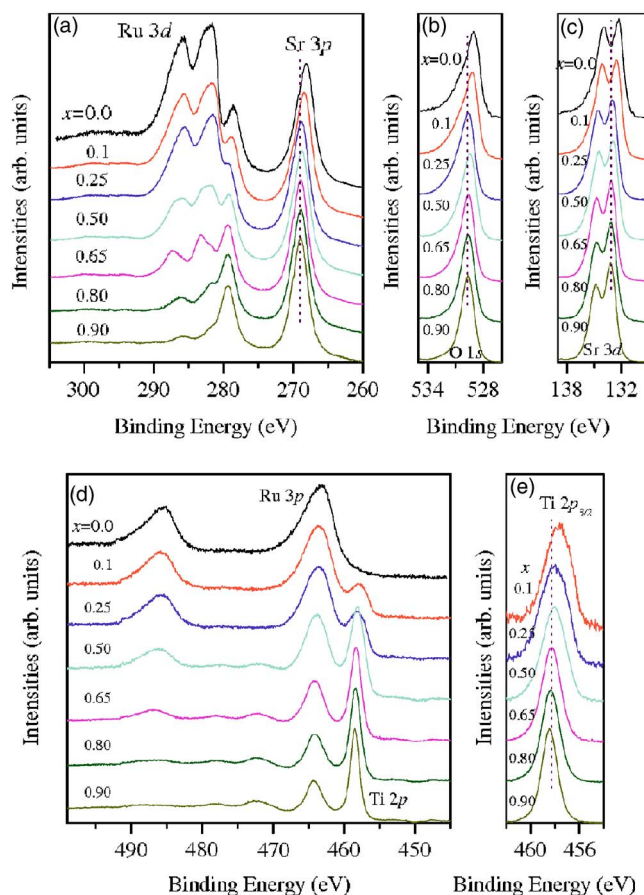 (a)
Ru 3d
Sr 3p
x=0.0
0.1
0.25
0.50
0.65
0.80
0.90
Intensities (arb. units)
300 290 280 270 260
Binding Energy (eV)
(b)
x=0.0
0.1
0.25
0.50
0.65
0.80
0.90
O 1s
Intensities (arb. units)
534 528
Binding Energy (eV)
(c)
x=0.0
0.1
0.25
0.50
0.65
0.80
0.90
Sr 3d
Intensities (arb. units)
138 132
Binding Energy (eV)
(d)
Ru 3p
x=0.0
0.1
0.25
0.50
0.65
0.80
0.90
Ti 2p
Intensities (arb. units)
490 480 470 460 450
Binding Energy (eV)
(e)
Ti 2p3/2
x
0.1
0.25
0.50
0.65
0.80
0.90
Intensities (arb. units)
460 456
Binding Energy (eV)